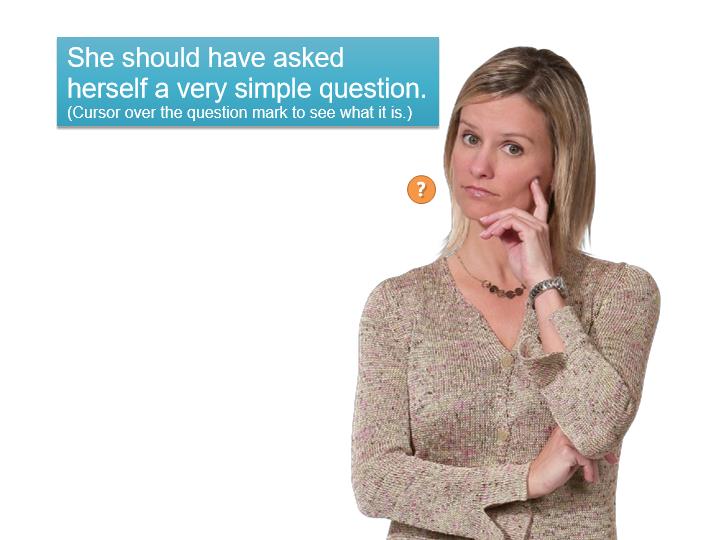 She should have asked
herself a very simple question.
(Cursor over the question mark to see what it is.)
?